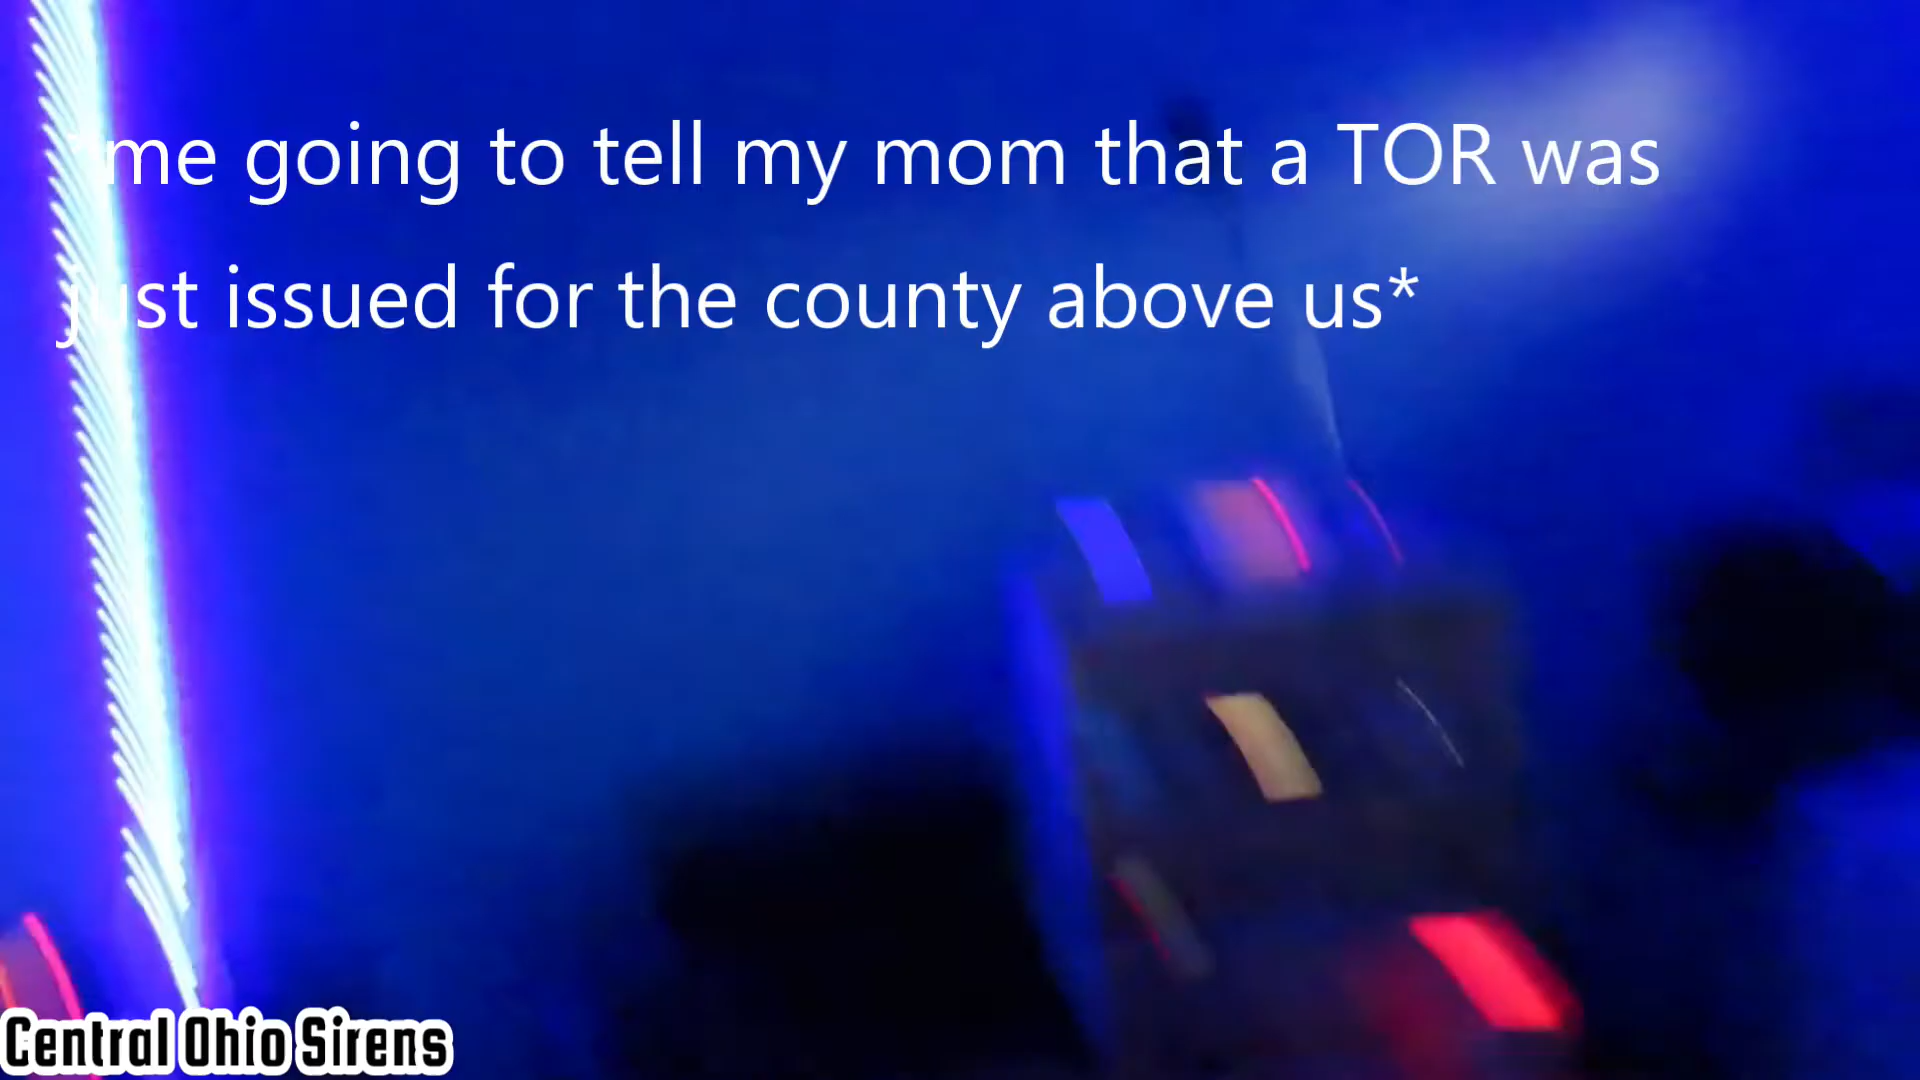 *me going to tell my mom that a TOR was
just issued for the county above us*
Central Ohio Sirens